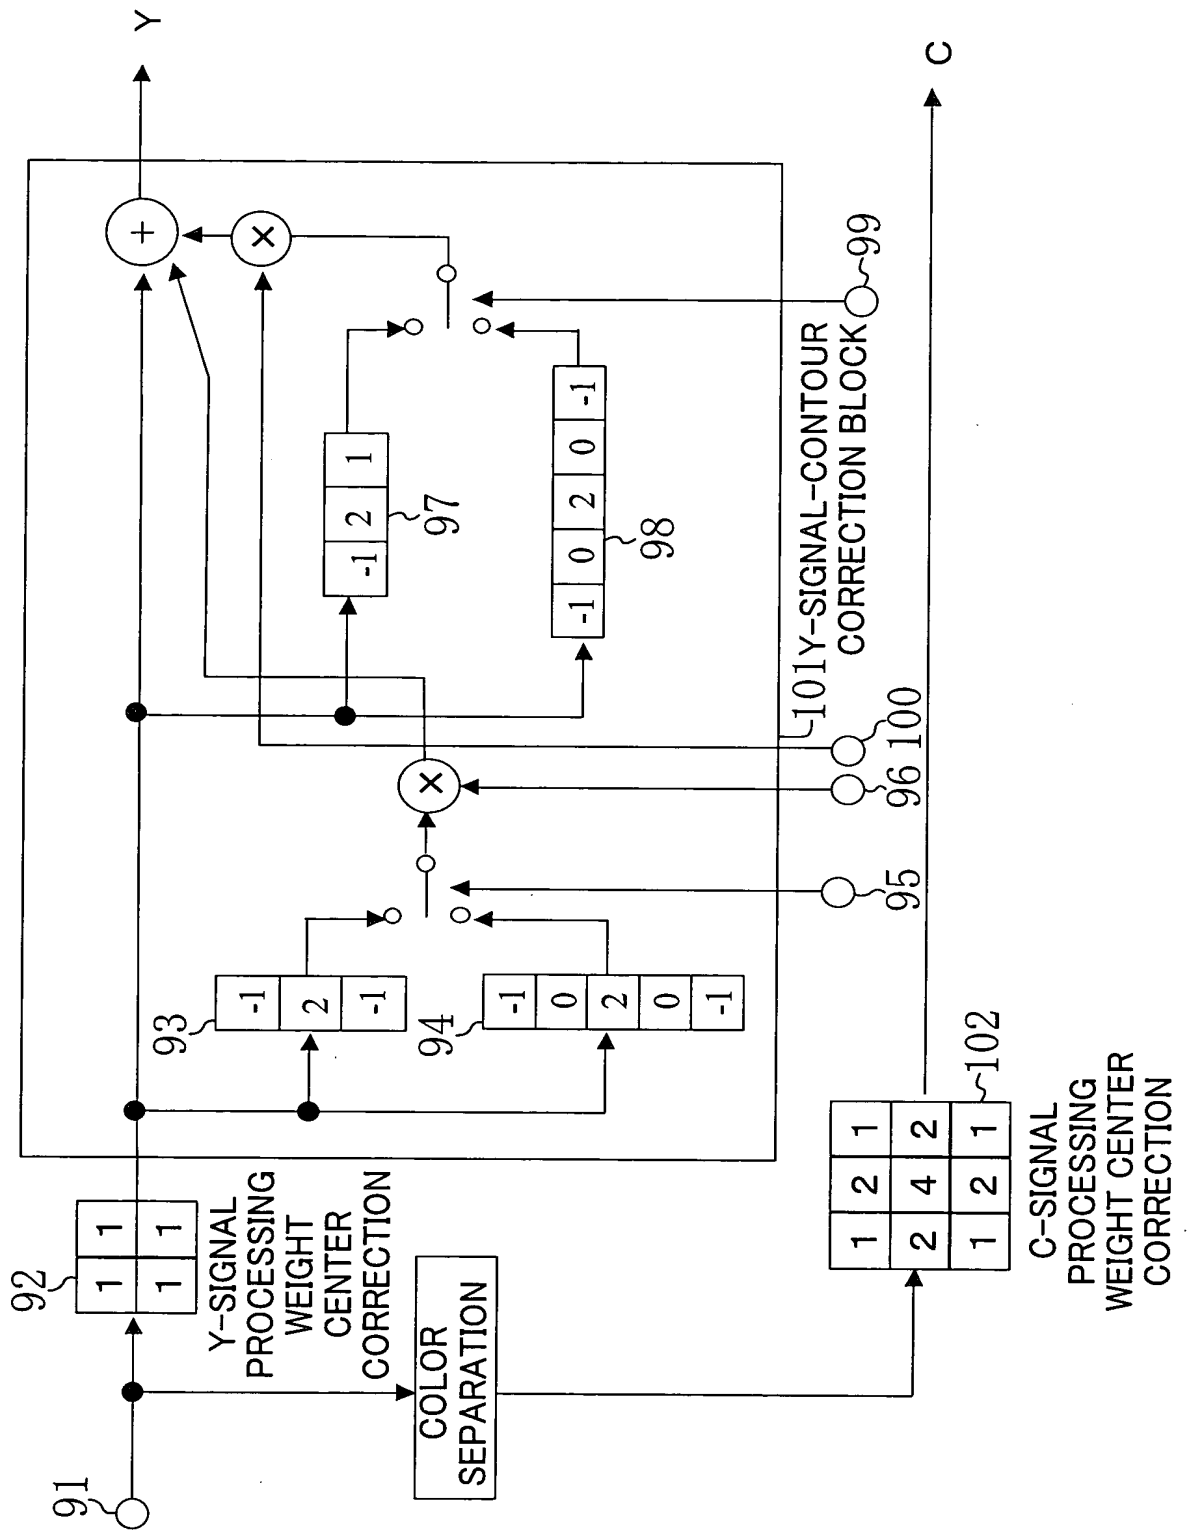 91
92
1 1
1 1
Y-SIGNAL
PROCESSING
WEIGHT
CENTER
CORRECTION
COLOR
SEPARATION
93
-1
2
-1
94
-1
0
2
0
-1
×
95
96
100
97
-1 2 1
98
-1 0 2 0 -1
99
×
+
Y
101 Y-SIGNAL-CONTOUR
CORRECTION BLOCK
1 2 1
2 4 2
1 2 1
102
C-SIGNAL
PROCESSING
WEIGHT CENTER
CORRECTION
C